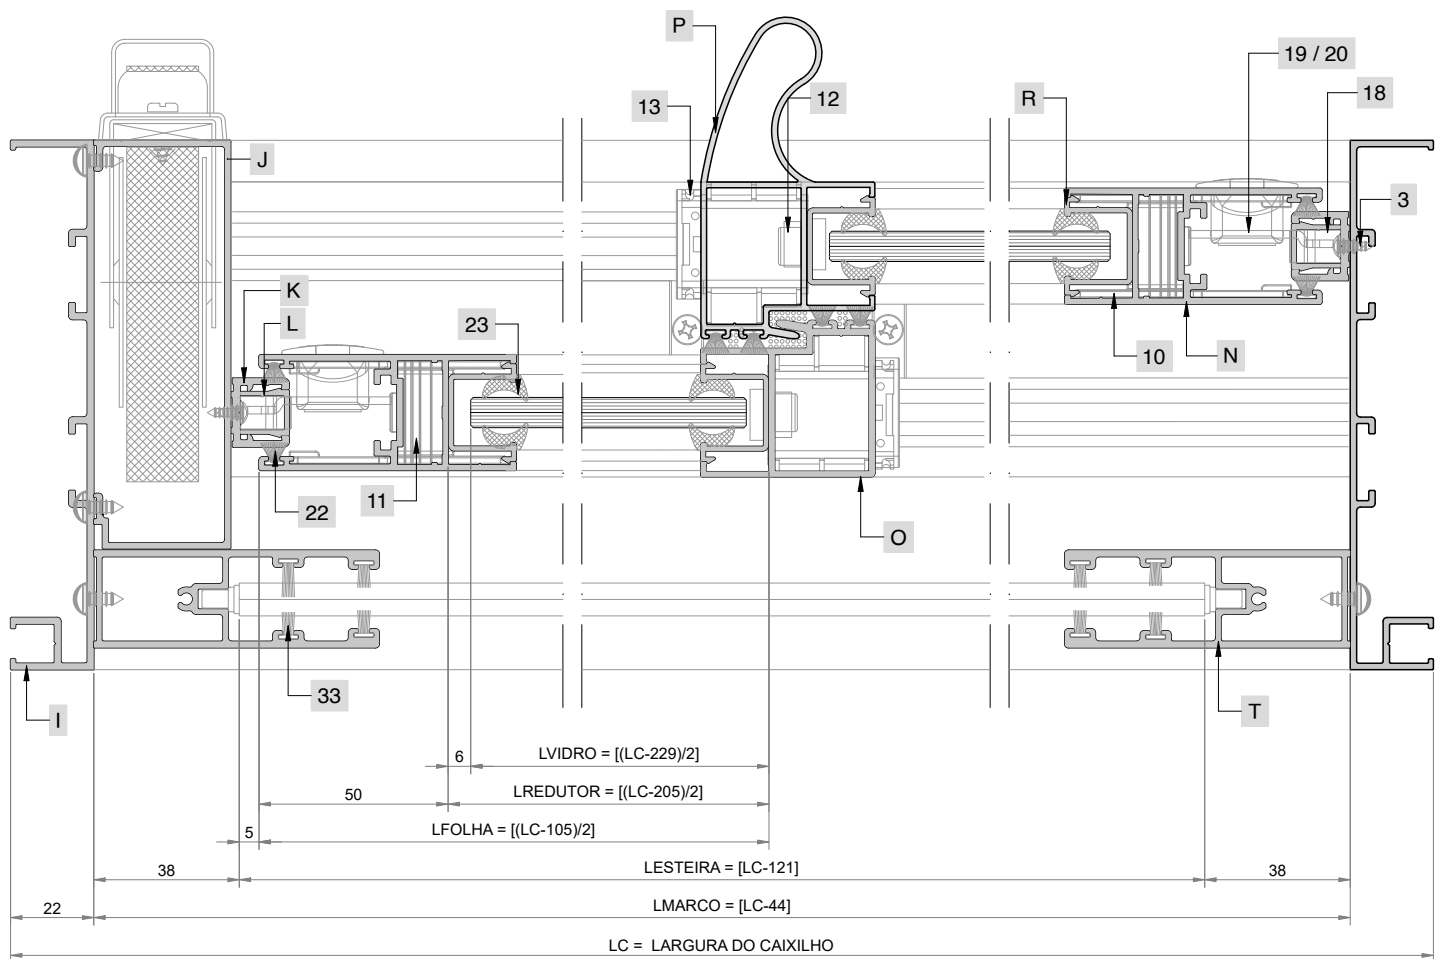 P
19 / 20
13
12
R
18
J
3
K
L
23
10
N
11
22
O
33
I
T
6
LVIDRO = [(LC-229)/2]
50
LREDUTOR = [(LC-205)/2]
5
LFOLHA = [(LC-105)/2]
38
LESTEIRA = [LC-121]
38
22
LMARCO = [LC-44]
LC = LARGURA DO CAIXILHO